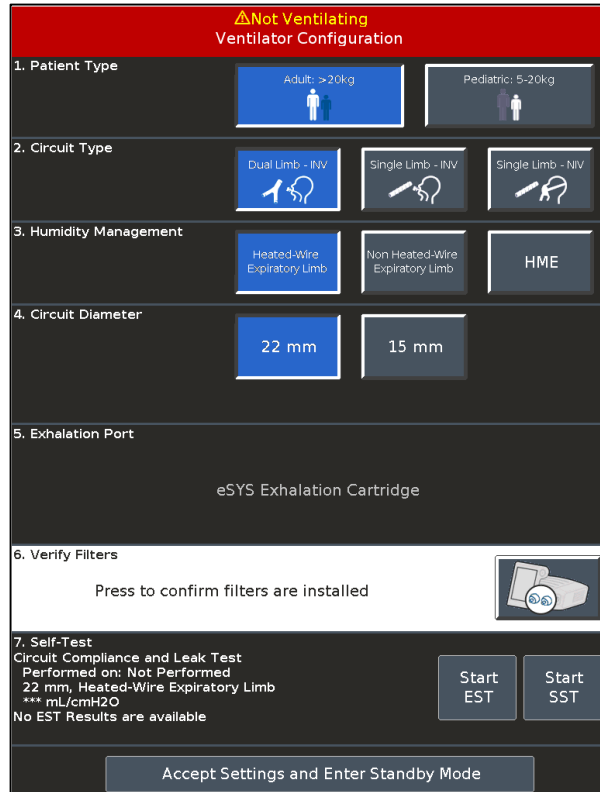 ⚠Not Ventilating
Ventilator Configuration
1. Patient Type
Adult: >20kg
Pediatric: 5-20kg
2. Circuit Type
Dual Limb - INV
Single Limb - INV
Single Limb - NIV
3. Humidity Management
Heated-Wire
Expiratory Limb
Non Heated-Wire
Expiratory Limb
HME
4. Circuit Diameter
22 mm
15 mm
5. Exhalation Port
eSYS Exhalation Cartridge
6. Verify Filters
Press to confirm filters are installed
7. Self-Test
Circuit Compliance and Leak Test
Performed on: Not Performed
22 mm, Heated-Wire Expiratory Limb
*** mL/cmH2O
No EST Results are available
Start
EST
Start
SST
Accept Settings and Enter Standby Mode